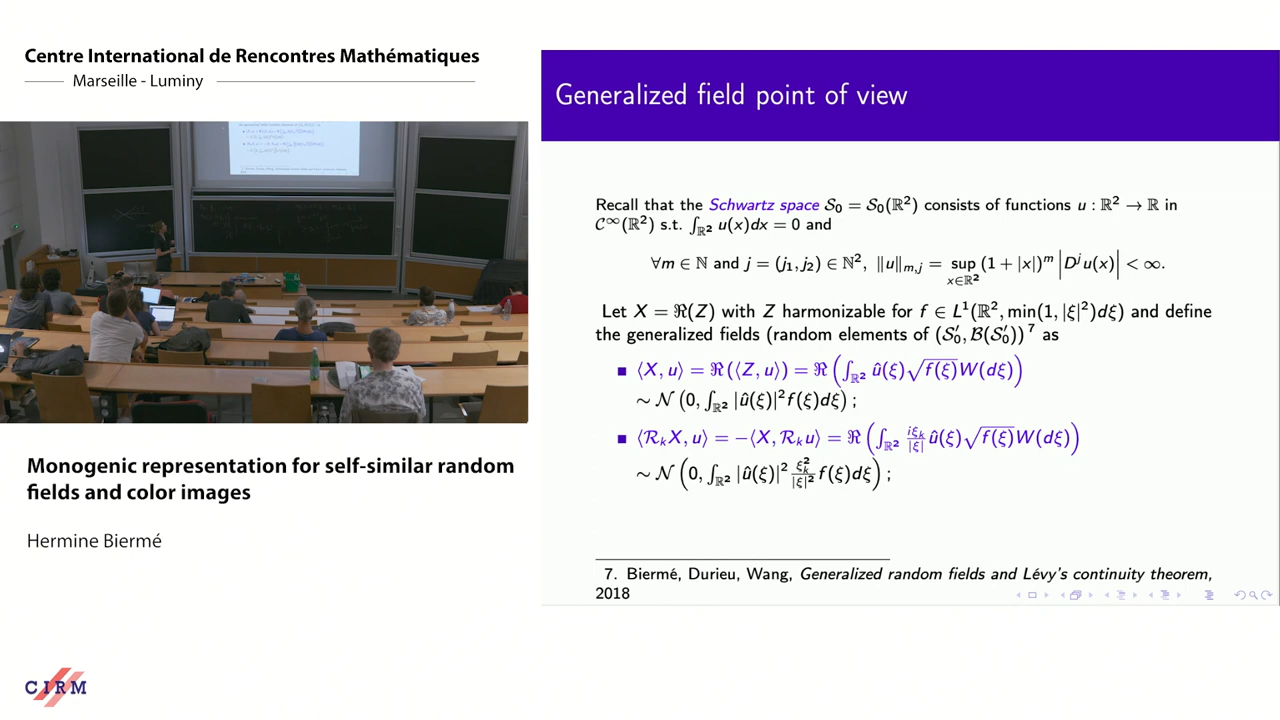 Centre International de Rencontres Mathématiques
Marseille - Luminy
Generalized field point of view
Recall that the Schwartz space 𝒮₀ = 𝒮₀(ℝ²) consists of functions u : ℝ² → ℝ in
𝒞^∞(ℝ²) s.t. ∫_{ℝ²} u(x)dx = 0 and
∀m ∈ ℕ and j = (j₁, j₂) ∈ ℕ², ‖u‖_{m,j} = sup_{x∈ℝ²} (1 + |x|)^m |D^j u(x)| < ∞.
Let X = ℜ(Z) with Z harmonizable for f ∈ L¹(ℝ², min(1, |ξ|²)dξ) and define
the generalized fields (random elements of (𝒮₀′, ℬ(𝒮₀′)) ⁷ as
■ ⟨X, u⟩ = ℜ(⟨Z, u⟩) = ℜ (∫_{ℝ²} û(ξ)√f(ξ) W(dξ))
∼ 𝒩 (0, ∫_{ℝ²} |û(ξ)|² f(ξ)dξ) ;
■ ⟨ℛ_k X, u⟩ = −⟨X, ℛ_k u⟩ = ℜ (∫_{ℝ²} iξ_k/|ξ| û(ξ)√f(ξ) W(dξ))
∼ 𝒩 (0, ∫_{ℝ²} |û(ξ)|² ξ_k²/|ξ|² f(ξ)dξ) ;
7. Biermé, Durieu, Wang, Generalized random fields and Lévy's continuity theorem,
2018
Monogenic representation for self-similar random
fields and color images
Hermine Biermé
CIRM